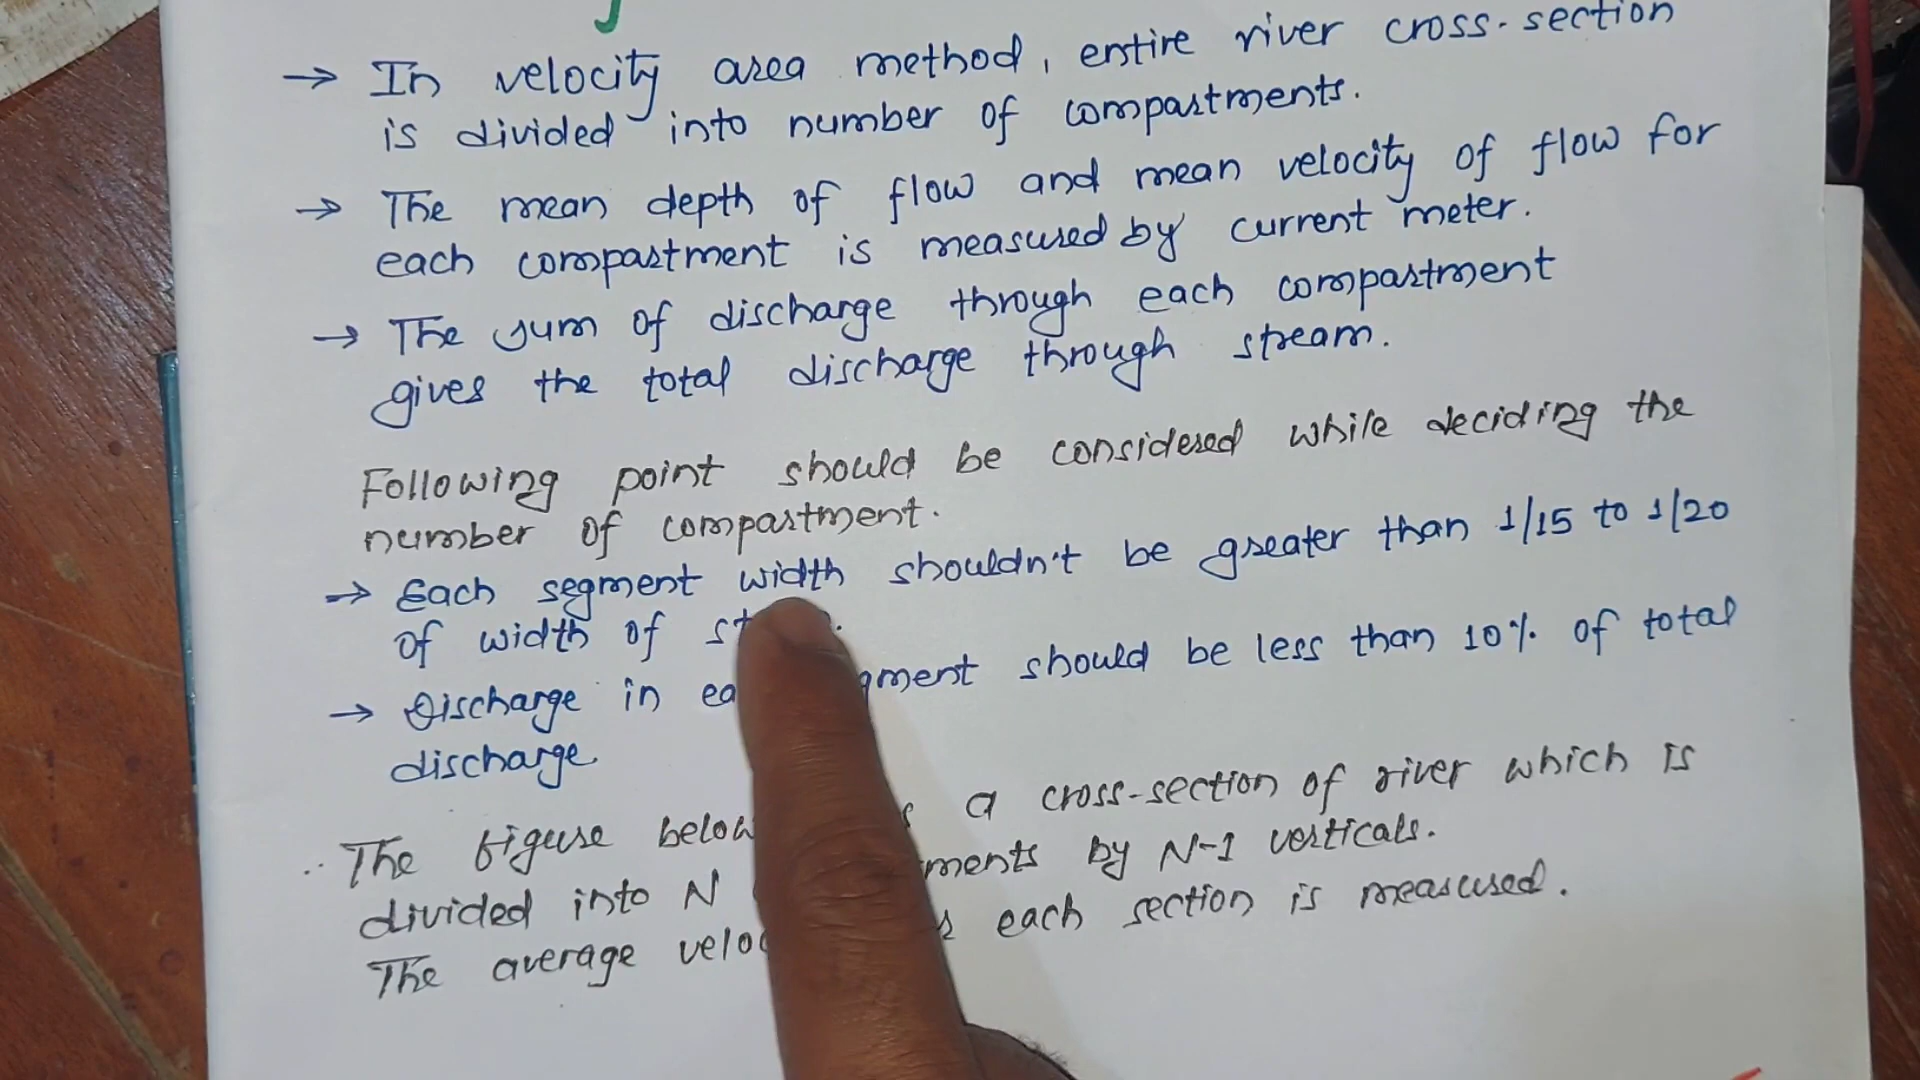 → In velocity area method, entire river cross-section
is divided into number of compartments.
→ The mean depth of flow and mean velocity of flow for
each compartment is measured by current meter.
→ The sum of discharge through each compartment
gives the total discharge through stream.
Following point should be considered while deciding the
number of compartment.
→ Each segment width shouldn't be greater than 1/15 to 1/20
of width of
→ Discharge in should be less than 10% of total
discharge.
The figure below a cross-section of river which is
divided into N by N-1 verticals.
The average each section is measured.